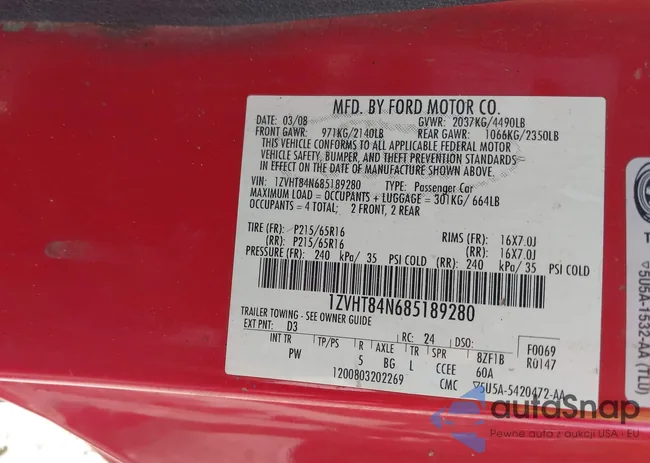 MFD. BY FORD MOTOR CO.
DATE: 03/08 GVWR: 2037KG/4490LB
FRONT GAWR: 971KG/2140LB REAR GAWR: 1066KG/2350LB
THIS VEHICLE CONFORMS TO ALL APPLICABLE FEDERAL MOTOR
VEHICLE SAFETY, BUMPER, AND THEFT PREVENTION STANDARDS
IN EFFECT ON THE DATE OF MANUFACTURE SHOWN ABOVE.
VIN: 1ZVHT84N685189280 TYPE: Passenger Car
MAXIMUM LOAD = OCCUPANTS + LUGGAGE = 301KG/ 664LB
OCCUPANTS = 4 TOTAL; 2 FRONT, 2 REAR
TIRE (FR): P215/65R16 RIMS (FR): 16X7.0J
(RR): P215/65R16 (RR): 16X7.0J
PRESSURE (FR): 240 kPa/ 35 PSI COLD (RR): 240 kPa/ 35 PSI COLD
1ZVHT84N685189280
TRAILER TOWING - SEE OWNER GUIDE
EXT PNT: D3 RC: 24 DSO: F0069
INT TR TP/PS R AXLE TR SPR 8ZF1B R0147
PW 5 BG L CCEE 60A
1200803202269 CMC ▽5U5A-5420472-AA
▽5U5A-1532-AA (TLU)
autoSnap
Pewne auto z aukcji USA - EU